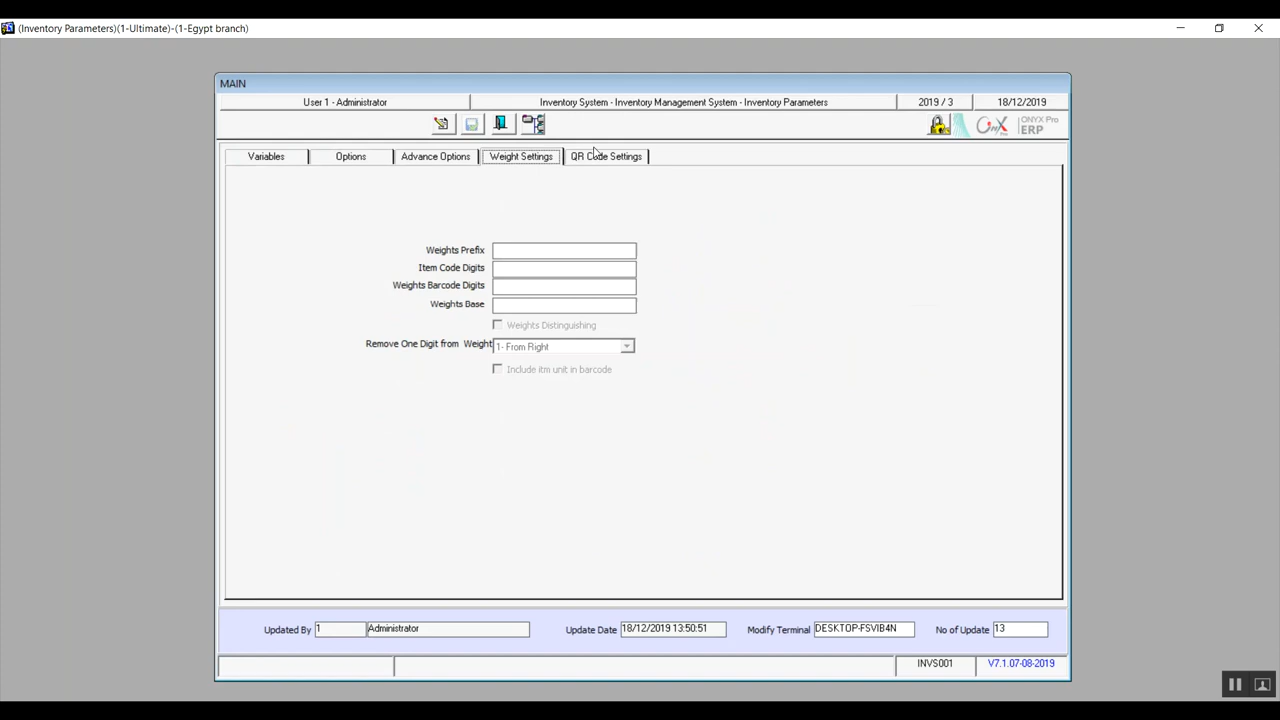 (Inventory Parameters)(1-Ultimate)-(1-Egypt branch)
MAIN
User 1 - Administrator
Inventory System - Inventory Management System - Inventory Parameters
2019 / 3
18/12/2019
OnyX
ONYX Pro
ERP
Variables
Options
Advance Options
Weight Settings
QR Code Settings
Weights Prefix
Item Code Digits
Weights Barcode Digits
Weights Base
Weights Distinguishing
Remove One Digit from Weight
1- From Right
Include itm unit in barcode
Updated By
1
Administrator
Update Date
18/12/2019 13:50:51
Modify Terminal
DESKTOP-FSVIB4N
No of Update
13
INVS001
V7.1.07-08-2019